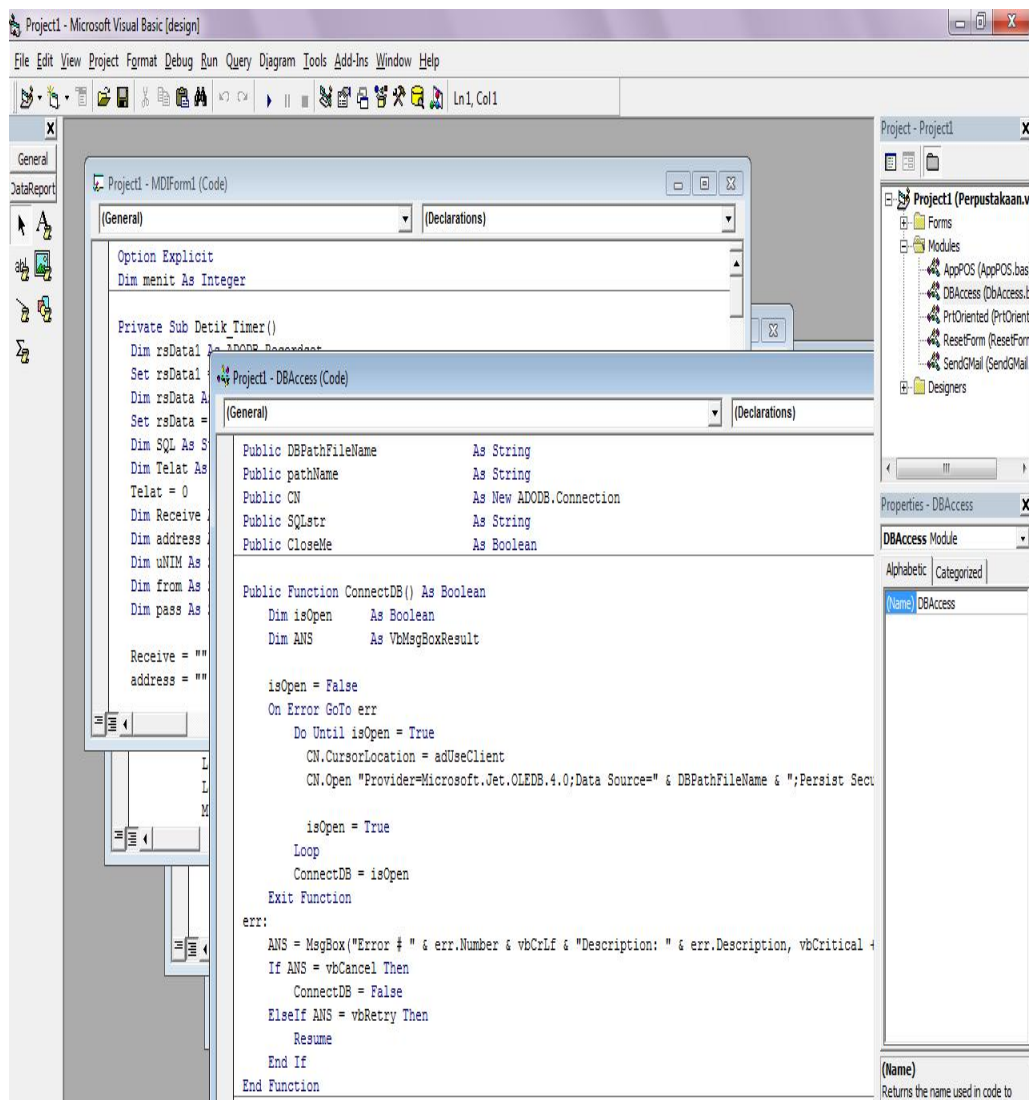 Project1 - Microsoft Visual Basic [design]
File Edit View Project Format Debug Run Query Diagram Tools Add-Ins Window Help
Ln 1, Col 1
General
DataReport
Project1 - MDIForm1 (Code)
(General) (Declarations)
Option Explicit
Dim menit As Integer
Private Sub Detik_Timer()
Dim rsData1 As ADODB.Recordset
Set rsData1
Dim rsData
Set rsData =
Dim SQL As
Dim Telat As
Telat = 0
Dim Receive
Dim address
Dim uNIM As
Dim from As
Dim pass As
Receive = ""
address = ""
Project1 - DBAccess (Code)
(General) (Declarations)
Public DBPathFileName As String
Public pathName As String
Public CN As New ADODB.Connection
Public SQLstr As String
Public CloseMe As Boolean
Public Function ConnectDB() As Boolean
Dim isOpen As Boolean
Dim ANS As VbMsgBoxResult
isOpen = False
On Error GoTo err
Do Until isOpen = True
CN.CursorLocation = adUseClient
CN.Open "Provider=Microsoft.Jet.OLEDB.4.0;Data Source=" & DBPathFileName & ";Persist Secu
isOpen = True
Loop
ConnectDB = isOpen
Exit Function
err:
ANS = MsgBox("Error # " & err.Number & vbCrLf & "Description: " & err.Description, vbCritical +
If ANS = vbCancel Then
ConnectDB = False
ElseIf ANS = vbRetry Then
Resume
End If
End Function
Project - Project1
Project1 (Perpustakaan.v
Forms
Modules
AppPOS (AppPOS.bas
DBAccess (DbAccess.b
PrtOriented (PrtOrient
ResetForm (ResetForm
SendGMail (SendGMail
Designers
Properties - DBAccess
DBAccess Module
Alphabetic Categorized
(Name) DBAccess
(Name)
Returns the name used in code to